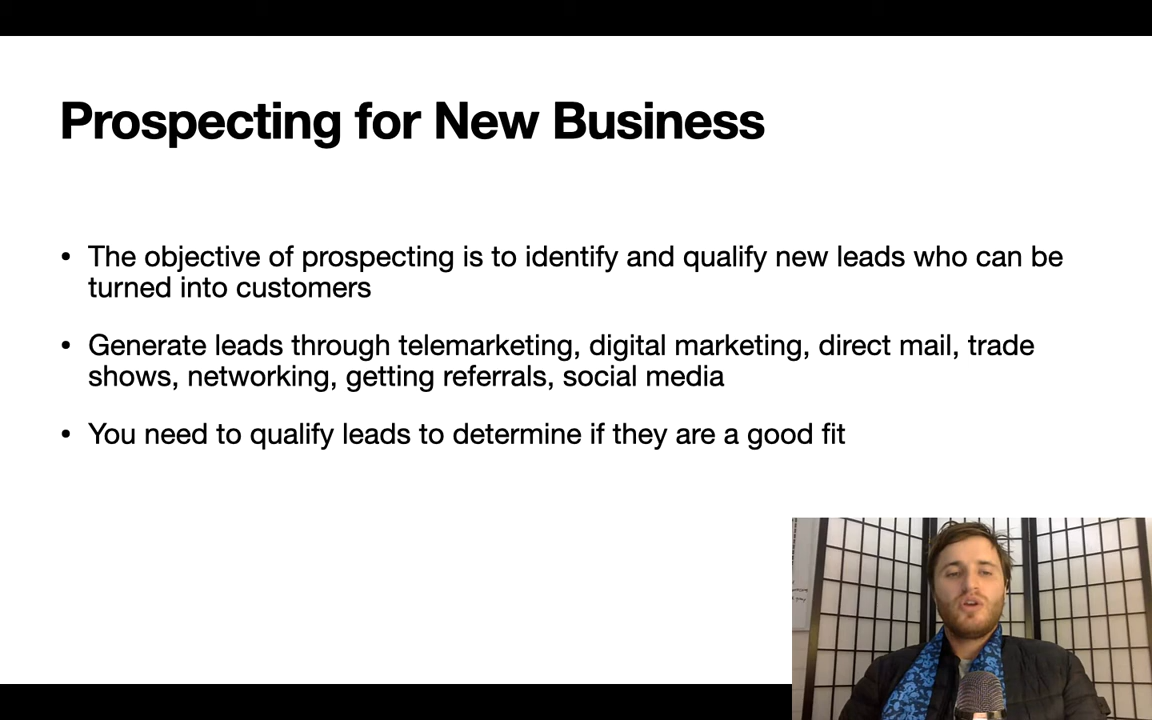 Prospecting for New Business
• The objective of prospecting is to identify and qualify new leads who can be
turned into customers
• Generate leads through telemarketing, digital marketing, direct mail, trade
shows, networking, getting referrals, social media
• You need to qualify leads to determine if they are a good fit